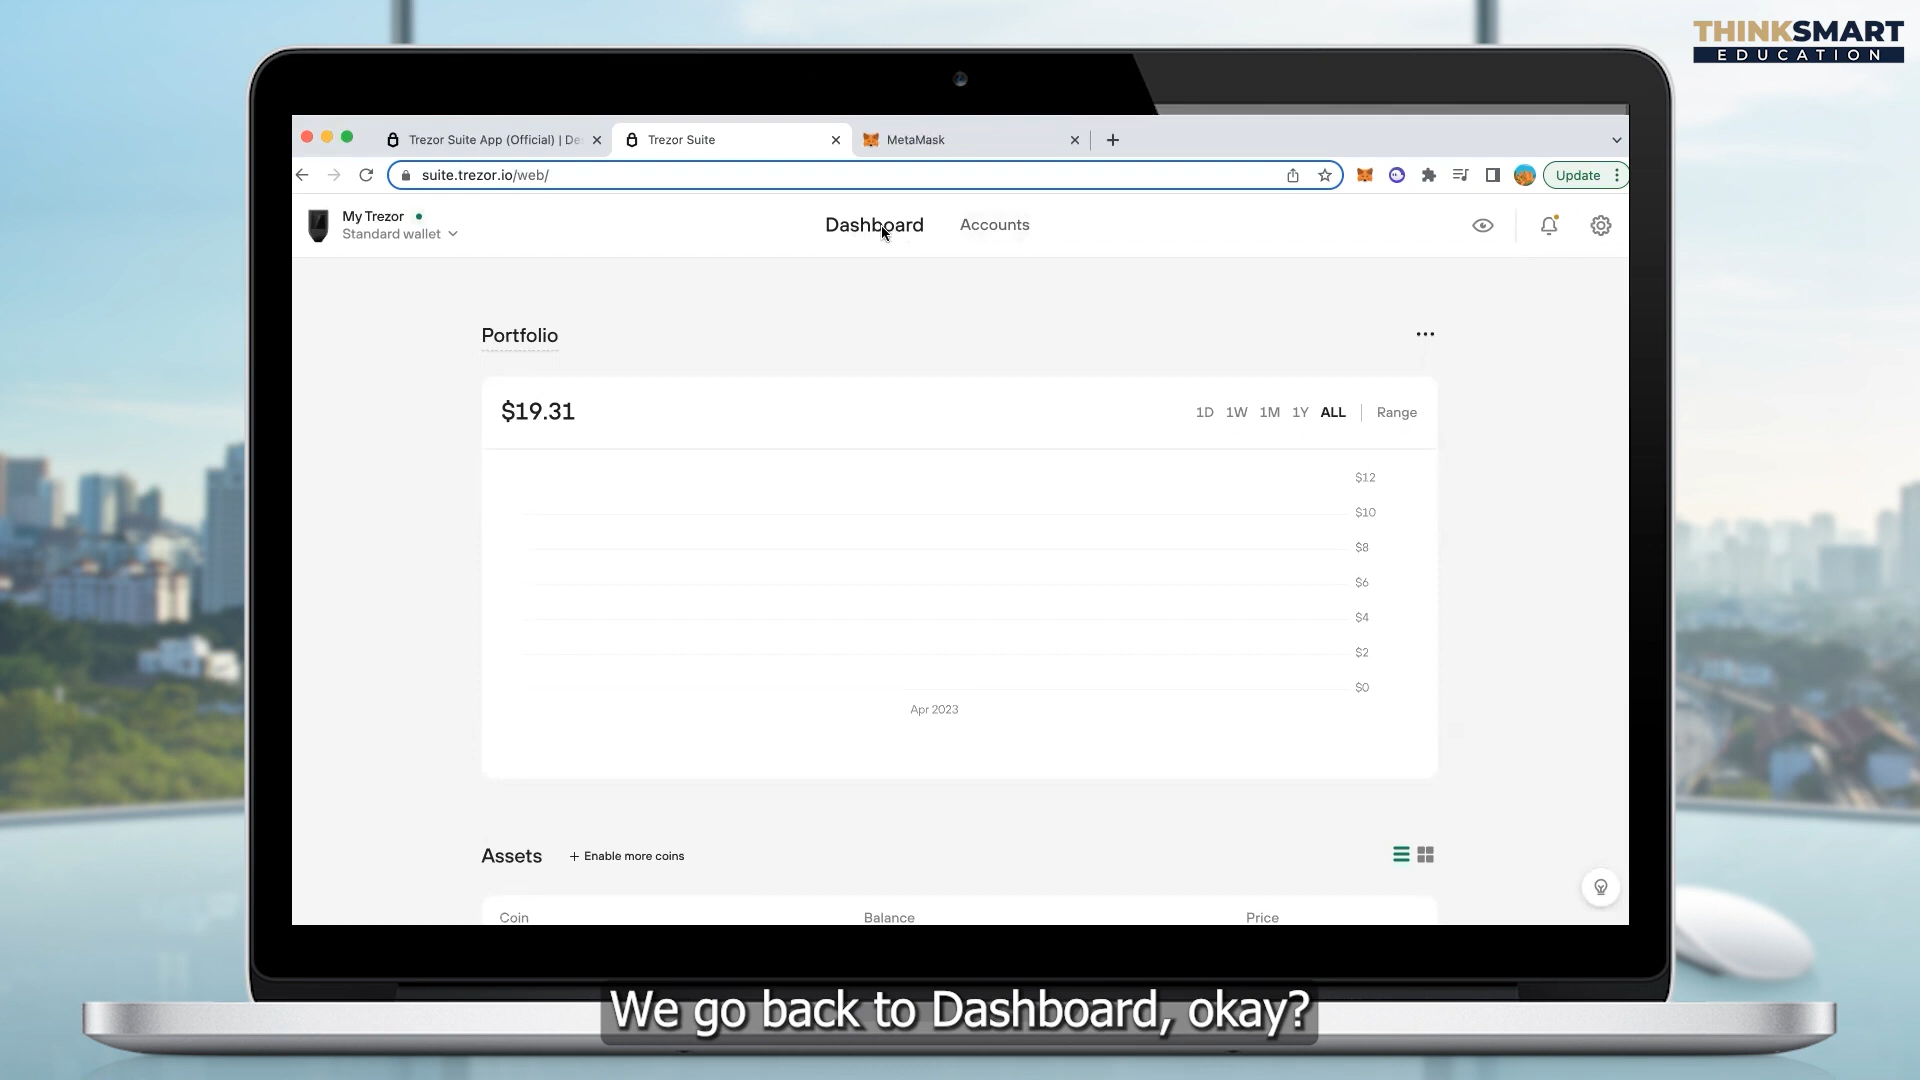 THINKSMART
EDUCATION
Trezor Suite App (Official) | De
Trezor Suite
MetaMask
suite.trezor.io/web/
Update
My Trezor
Standard wallet
Dashboard
Accounts
Portfolio
$19.31
1D 1W 1M 1Y ALL Range
$12
$10
$8
$6
$4
$2
$0
Apr 2023
Assets
+ Enable more coins
Coin Balance Price
We go back to Dashboard, okay?